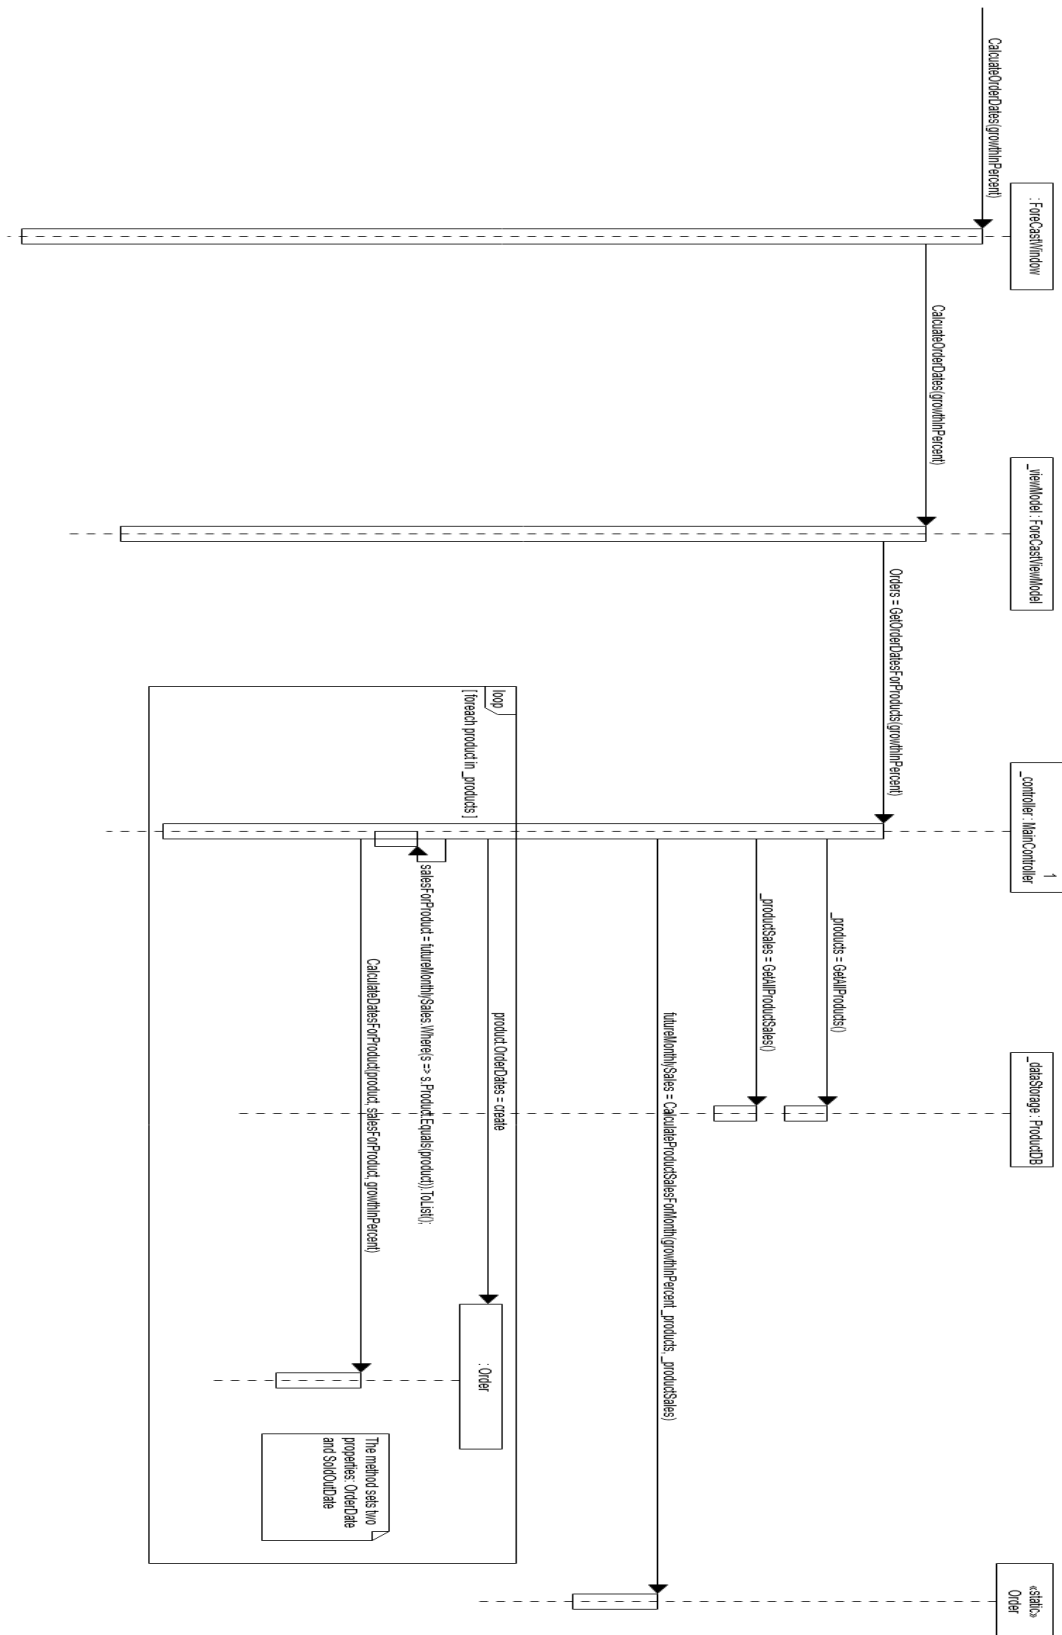 : ForeCastWindow
_viewModel : ForeCastViewModel
1
_controller : MainController
_dataStorage : ProductDB
«static»
Order
CalcuateOrderDates(growthInPercent)
CalcuateOrderDates(growthInPercent)
Orders = GetOrderDatesForProducts(growthInPercent)
_products = GetAllProducts()
_productSales = GetAllProductSales()
futureMonthlySales = CalculateProductSalesForMonth(growthInPercent, _products, _productSales)
loop
[ foreach product in _products ]
product.OrderDates = create
: Order
salesForProduct = futureMonthlySales.Where(s => s.Product.Equals(product)).ToList();
CalculateDatesForProduct(product, salesForProduct, growthInPercent)
The method sets two
properties: OrderDate
and SoldOutDate